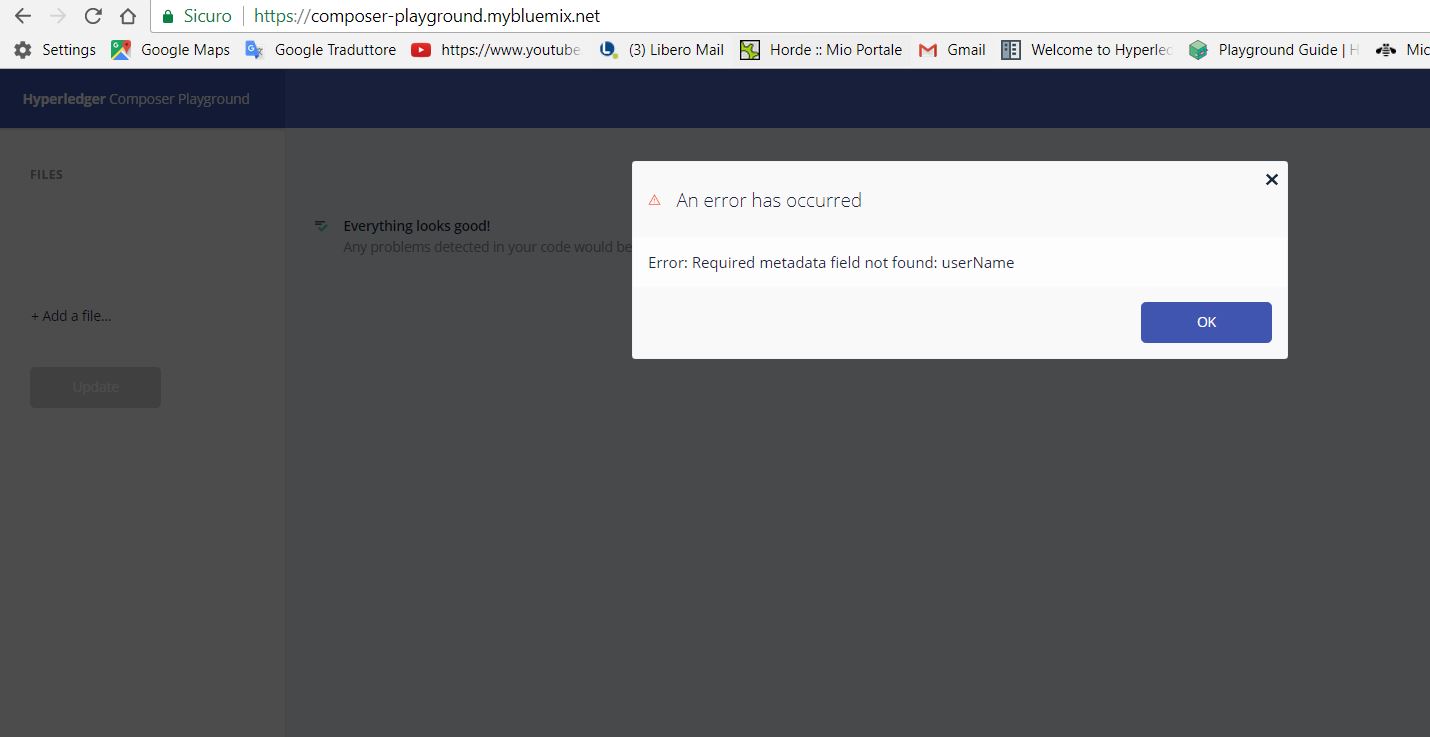 Sicuro https://composer-playground.mybluemix.net
Settings Google Maps Google Traduttore https://www.youtube (3) Libero Mail Horde :: Mio Portale Gmail Welcome to Hyperlec Playground Guide | H Mic
Hyperledger Composer Playground
FILES
An error has occurred
Everything looks good!
Any problems detected in your code would be
Error: Required metadata field not found: userName
+ Add a file...
OK
Update